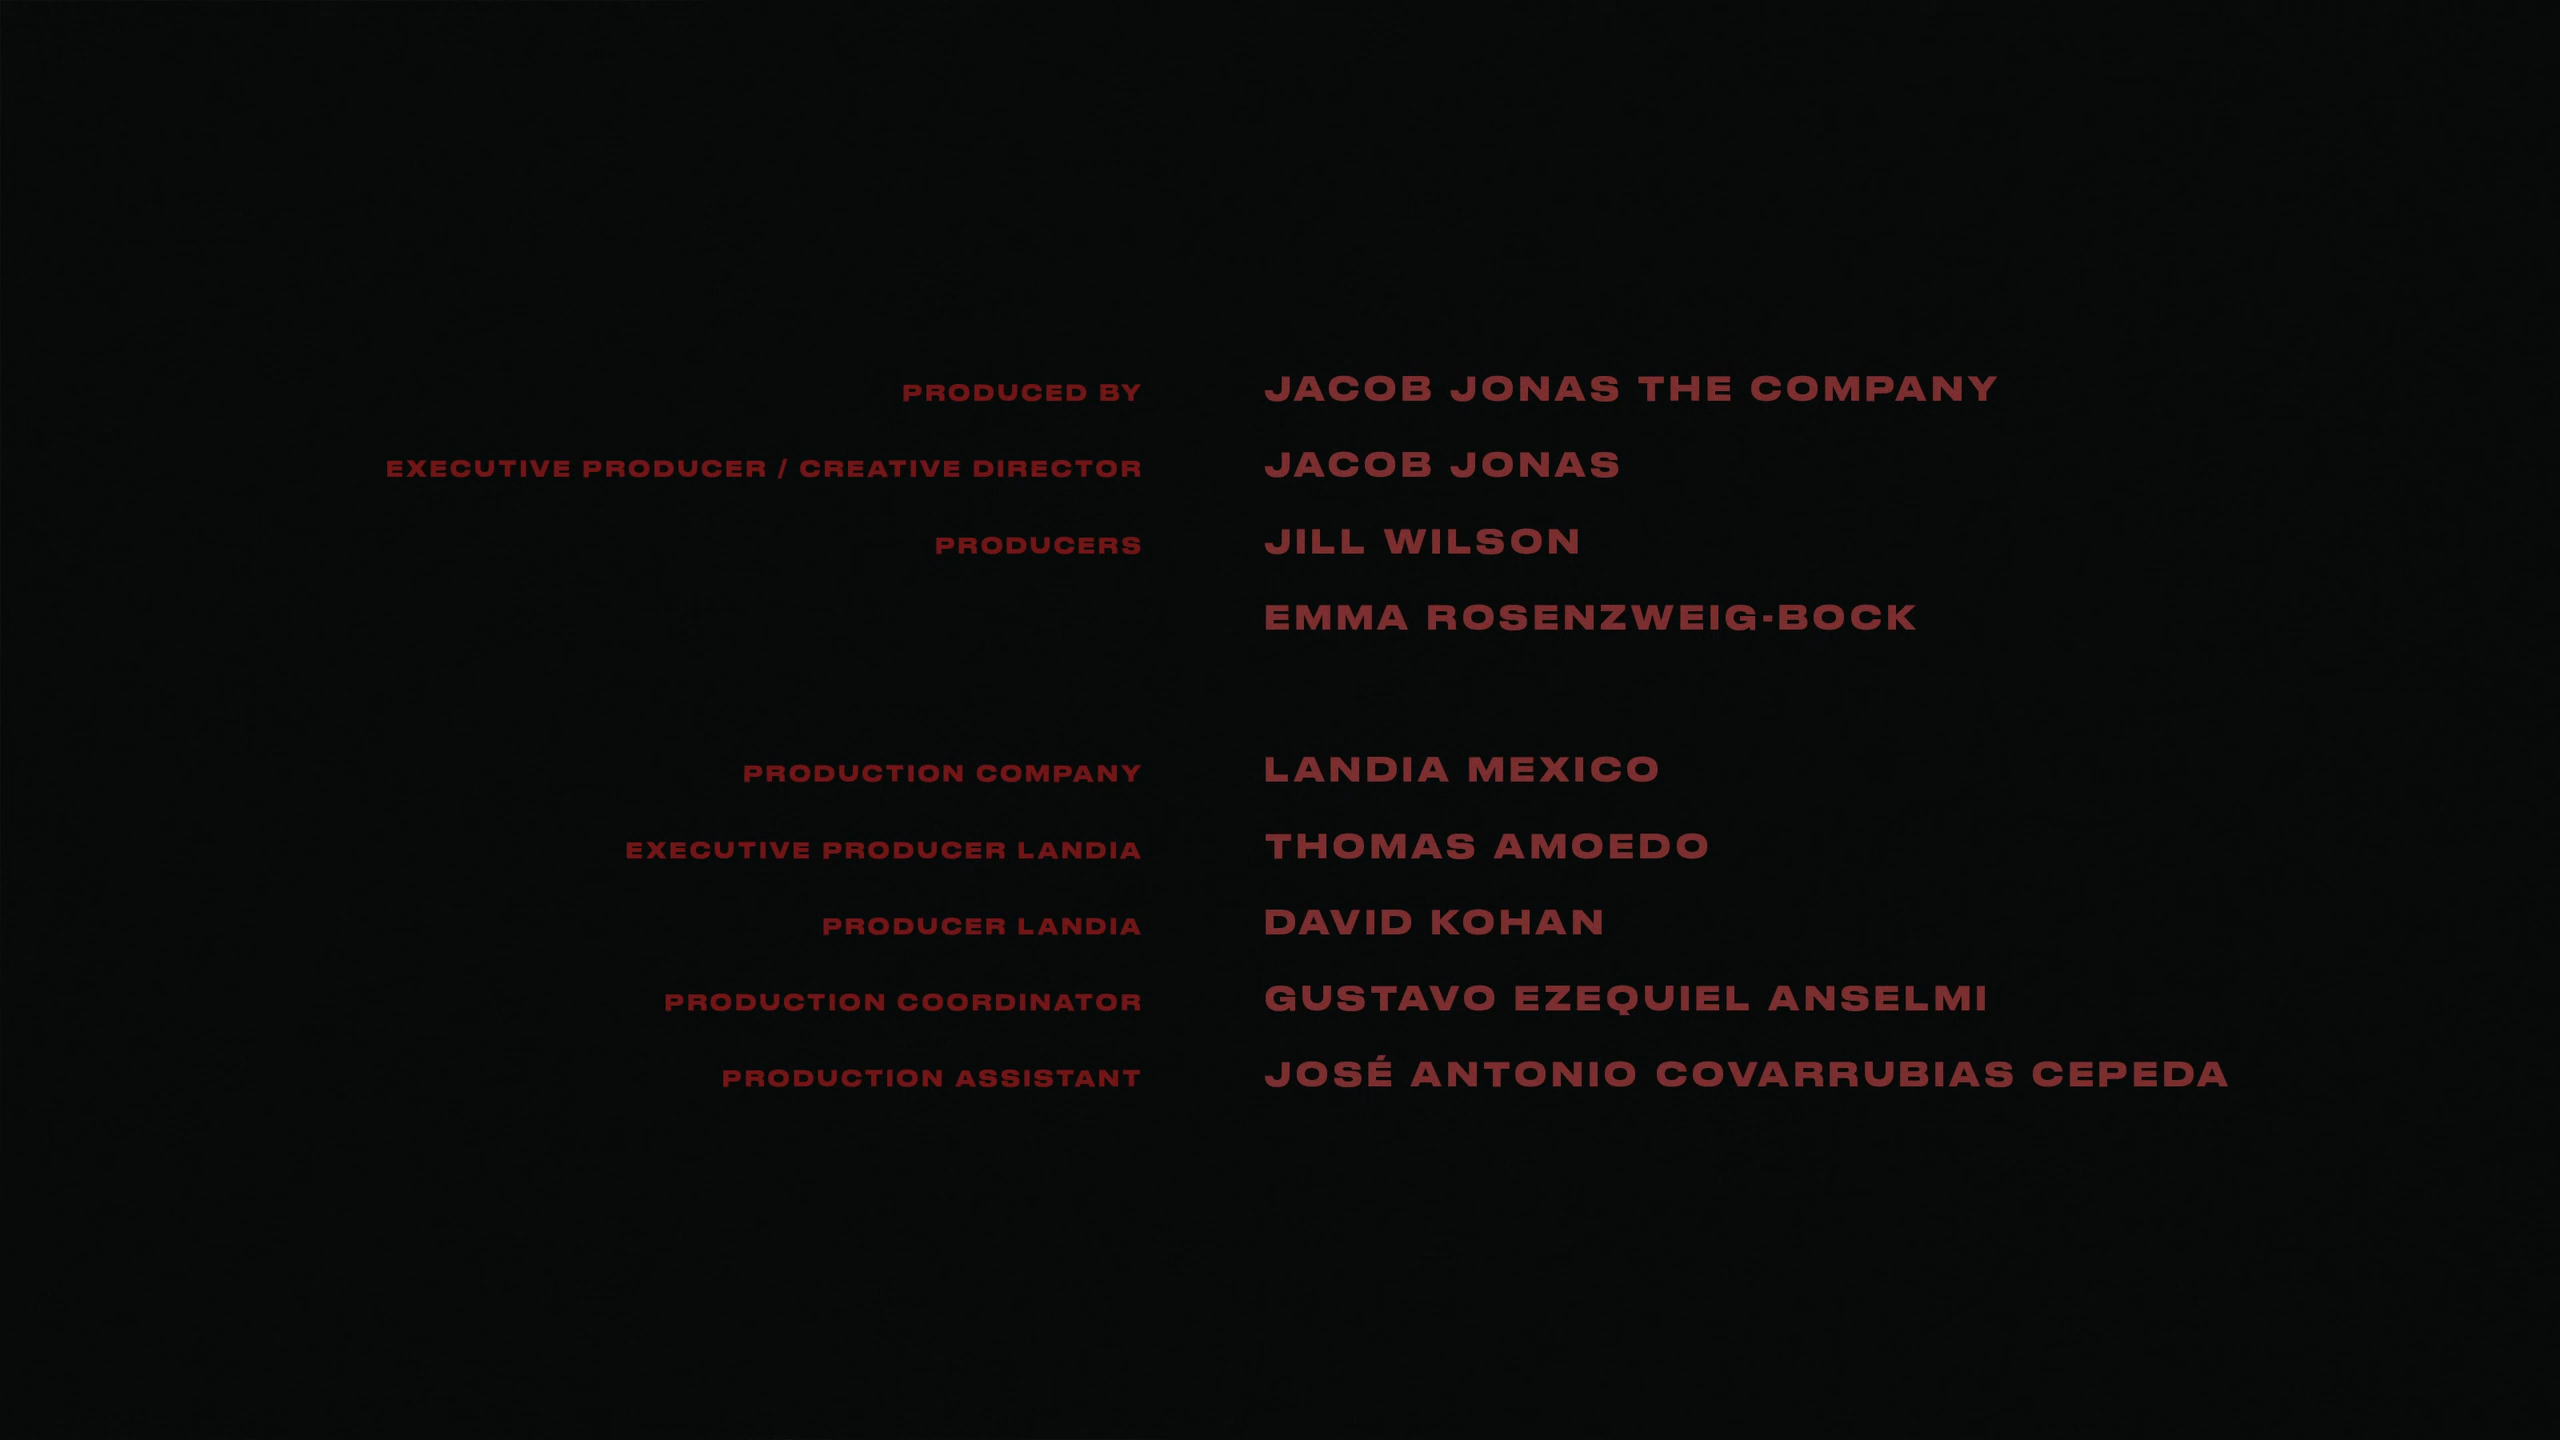 PRODUCED BY JACOB JONAS THE COMPANY
EXECUTIVE PRODUCER / CREATIVE DIRECTOR JACOB JONAS
PRODUCERS JILL WILSON
EMMA ROSENZWEIG-BOCK
PRODUCTION COMPANY LANDIA MEXICO
EXECUTIVE PRODUCER LANDIA THOMAS AMOEDO
PRODUCER LANDIA DAVID KOHAN
PRODUCTION COORDINATOR GUSTAVO EZEQUIEL ANSELMI
PRODUCTION ASSISTANT JOSÉ ANTONIO COVARRUBIAS CEPEDA